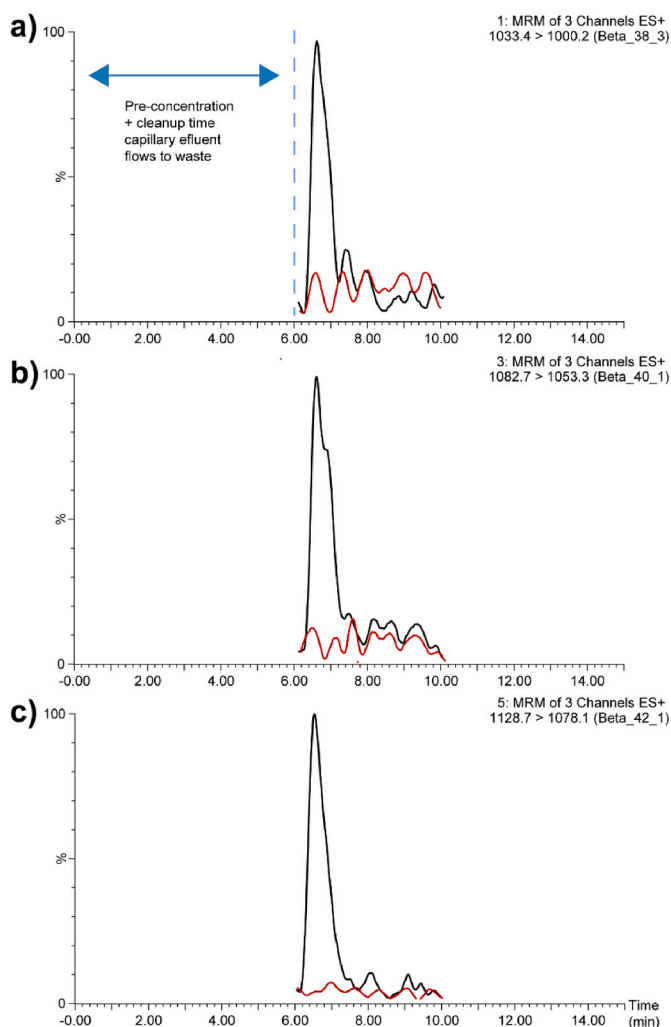 a)
1: MRM of 3 Channels ES+
1033.4 > 1000.2 (Beta_38_3)
100
Pre-concentration
+ cleanup time
capillary efluent
flows to waste
%
0
-0.00 2.00 4.00 6.00 8.00 10.00 12.00 14.00
b)
3: MRM of 3 Channels ES+
1082.7 > 1053.3 (Beta_40_1)
100
%
0
-0.00 2.00 4.00 6.00 8.00 10.00 12.00 14.00
c)
5: MRM of 3 Channels ES+
1128.7 > 1078.1 (Beta_42_1)
100
%
0
Time
-0.00 2.00 4.00 6.00 8.00 10.00 12.00 14.00 (min)